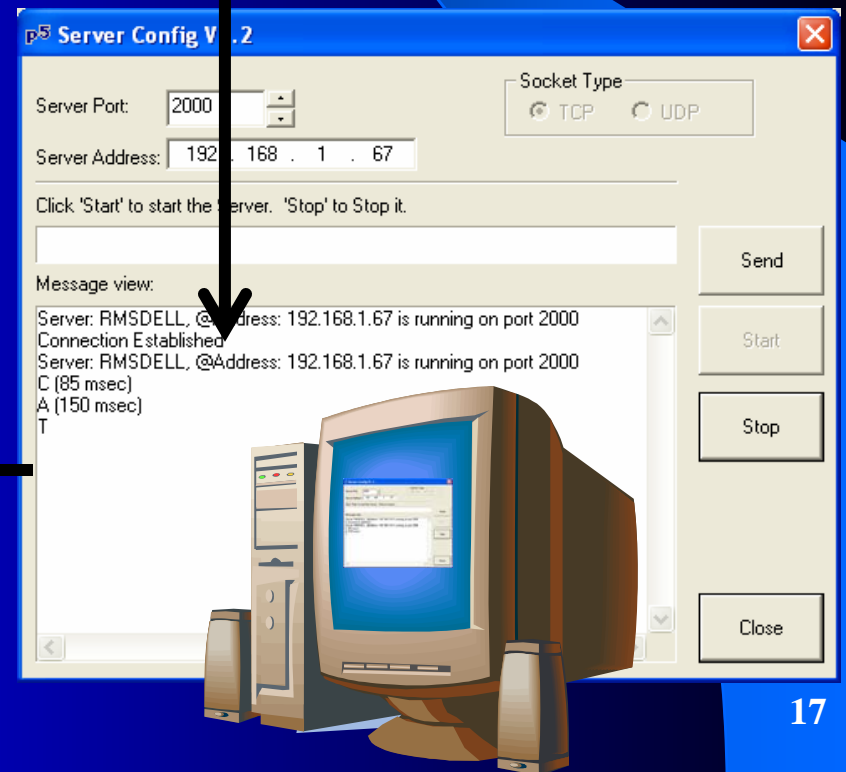 p5 Server Config V .2
Socket Type
Server Port: 2000
TCP UDP
Server Address: 192 . 168 . 1 . 67
Click 'Start' to start the Server. 'Stop' to Stop it.
Send
Message view:
Server: RMSDELL, @Address: 192.168.1.67 is running on port 2000
Connection Established
Start
Server: RMSDELL, @Address: 192.168.1.67 is running on port 2000
C (85 msec)
A (150 msec)
T
Stop
Close
17